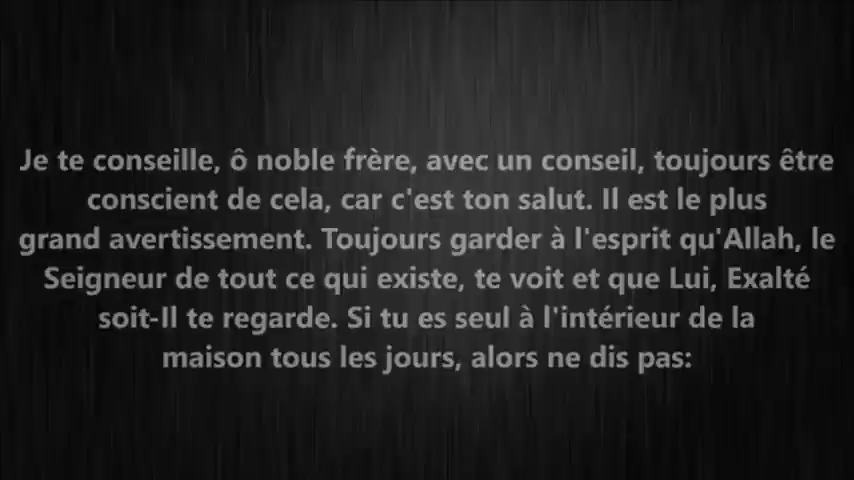 Je te conseille, ô noble frère, avec un conseil, toujours être
conscient de cela, car c'est ton salut. Il est le plus
grand avertissement. Toujours garder à l'esprit qu'Allah, le
Seigneur de tout ce qui existe, te voit et que Lui, Exalté
soit-Il te regarde. Si tu es seul à l'intérieur de la
maison tous les jours, alors ne dis pas: